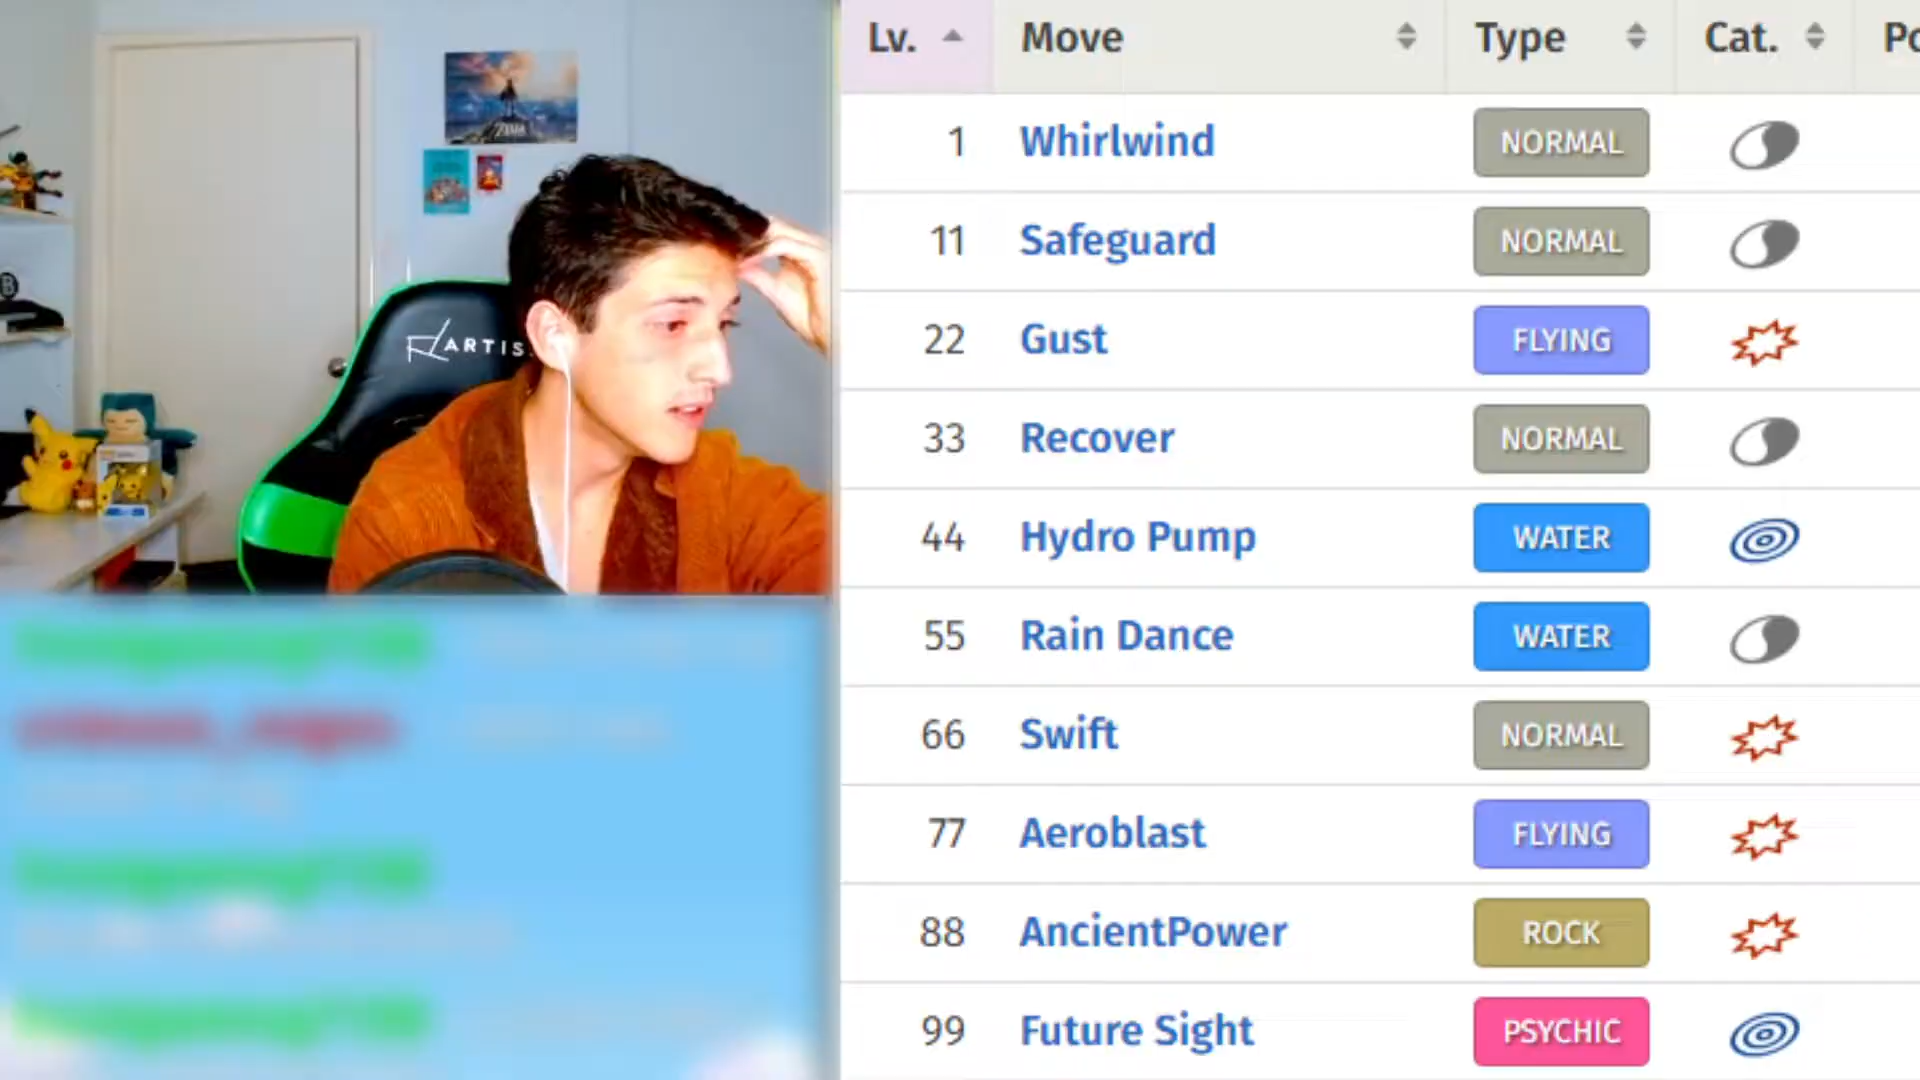 ZELDA
ARTIS
B
Lv. Move Type Cat. Po
1 Whirlwind NORMAL
11 Safeguard NORMAL
22 Gust FLYING
33 Recover NORMAL
44 Hydro Pump WATER
55 Rain Dance WATER
66 Swift NORMAL
77 Aeroblast FLYING
88 AncientPower ROCK
99 Future Sight PSYCHIC